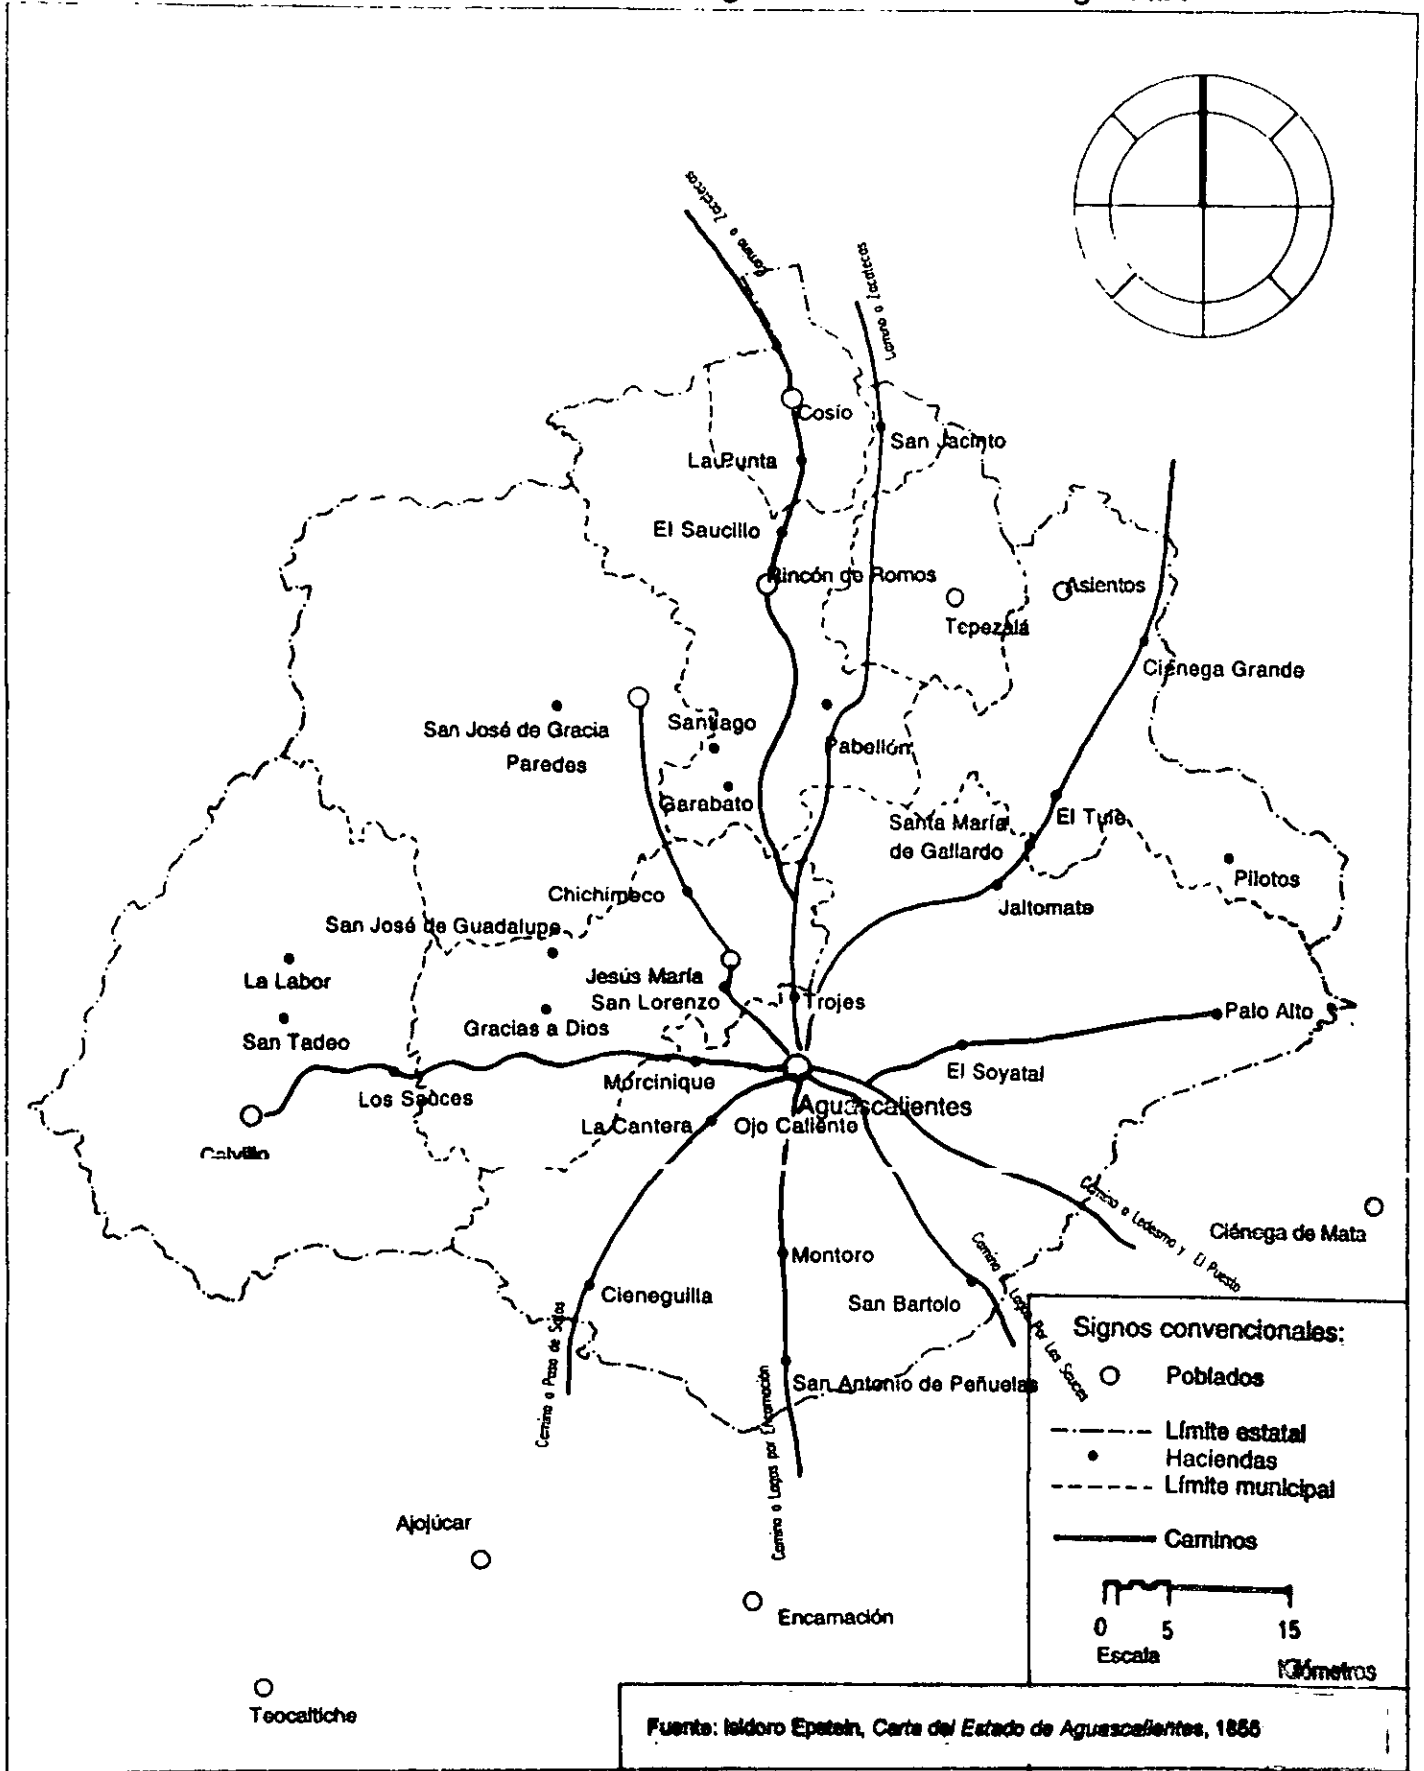 Camino a Zacatecas
Camino a Zacatecas
Cosío
San Jacinto
La Punta
El Saucillo
Rincón de Romos
Asientos
Tepezalá
Ciénega Grande
San José de Gracia
Santiago
Pabellón
Paredes
Garabato
El Tule
Santa María
de Gallardo
Pilotos
Chichimeco
Jaltomate
San José de Guadalupe
La Labor
Jesús María
San Lorenzo
Trojes
Palo Alto
Gracias a Dios
San Tadeo
El Soyatal
Morcinique
Los Sauces
Aguascalientes
La Cantera
Ojo Caliente
Calvillo
Camino a Ledesma y El Puesto
Ciénega de Mata
Montoro
Cieneguilla
San Bartolo
Camino a Lagos Por Los Sauces
Camino a Paso de Sotos
San Antonio de Peñuelas
Camino a Lagos por Encarnación
Ajojúcar
Encarnación
Teocaltiche
Signos convencionales:
Poblados
Límite estatal
Haciendas
Límite municipal
Caminos
0 5 15
Escala
Kilómetros
Fuente: Isidoro Epstein, Carta del Estado de Aguascalientes, 1855